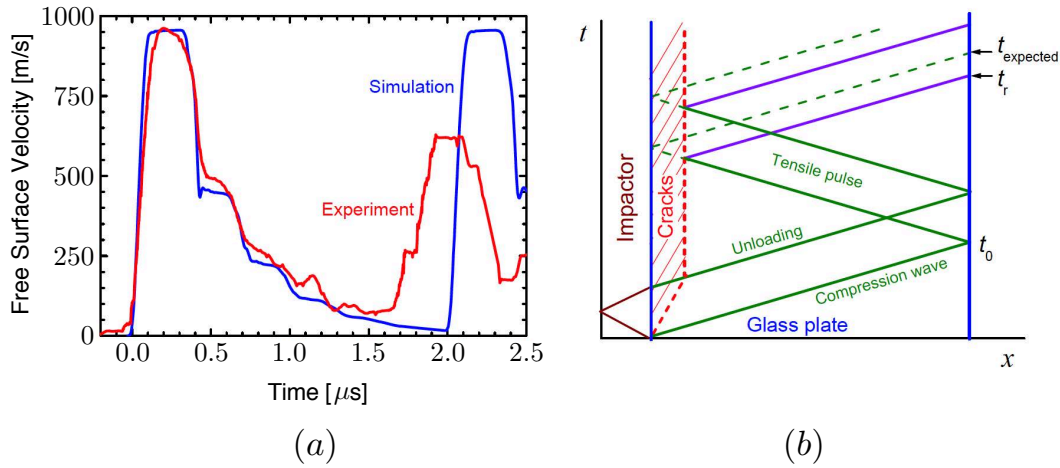 Free Surface Velocity [m/s]
1000
750
500
250
0
Simulation
Experiment
0.0 0.5 1.0 1.5 2.0 2.5
Time [μs]
(a)
t
Impactor
Cracks
Tensile pulse
Unloading
Compression wave
Glass plate
t_expected
t_r
t_0
x
(b)